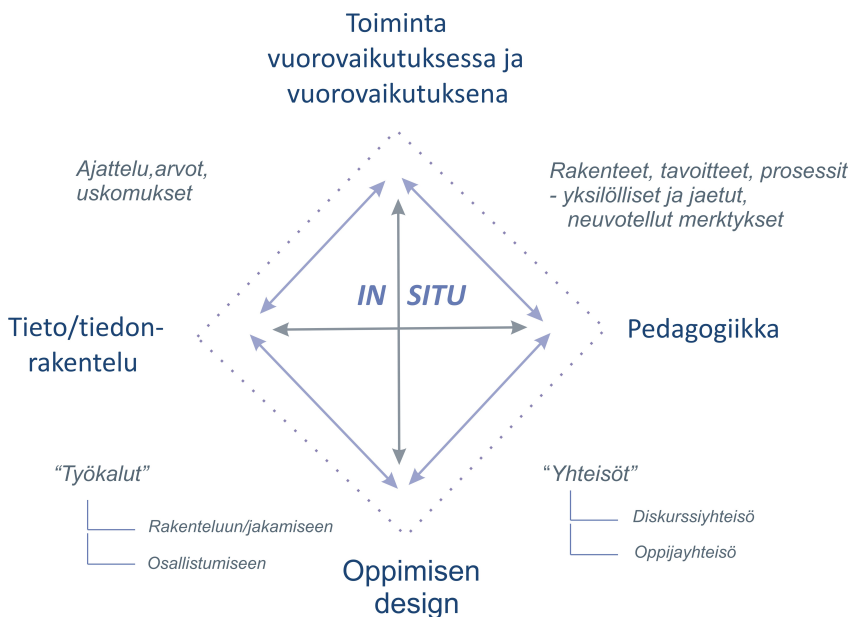 Toiminta
vuorovaikutuksessa ja
vuorovaikutuksena
Ajattelu,arvot,
uskomukset
Rakenteet, tavoitteet, prosessit
- yksilölliset ja jaetut,
neuvotellut merktykset
IN SITU
Tieto/tiedon-
rakentelu
Pedagogiikka
“Työkalut”
Rakenteluun/jakamiseen
Osallistumiseen
“Yhteisöt”
Diskurssiyhteisö
Oppijayhteisö
Oppimisen
design